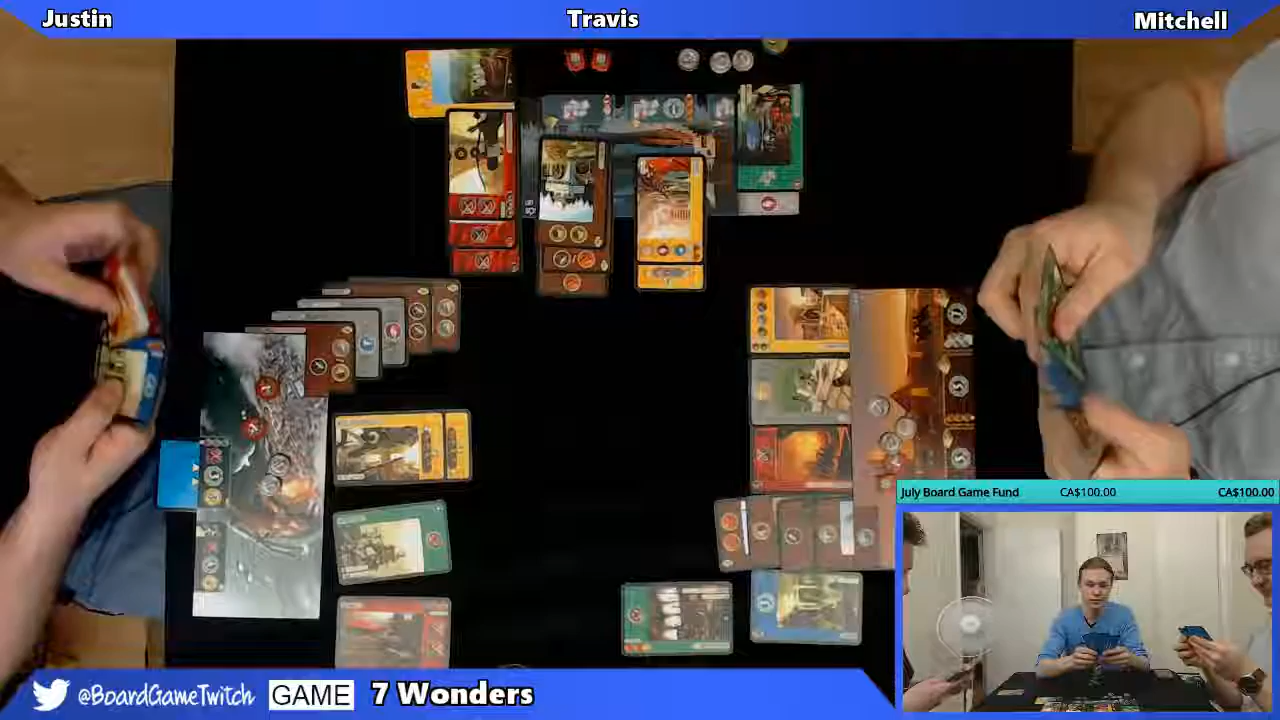 Justin
Travis
Mitchell
July Board Game Fund CA$100.00 CA$100.00
@BoardGameTwitch GAME 7 Wonders